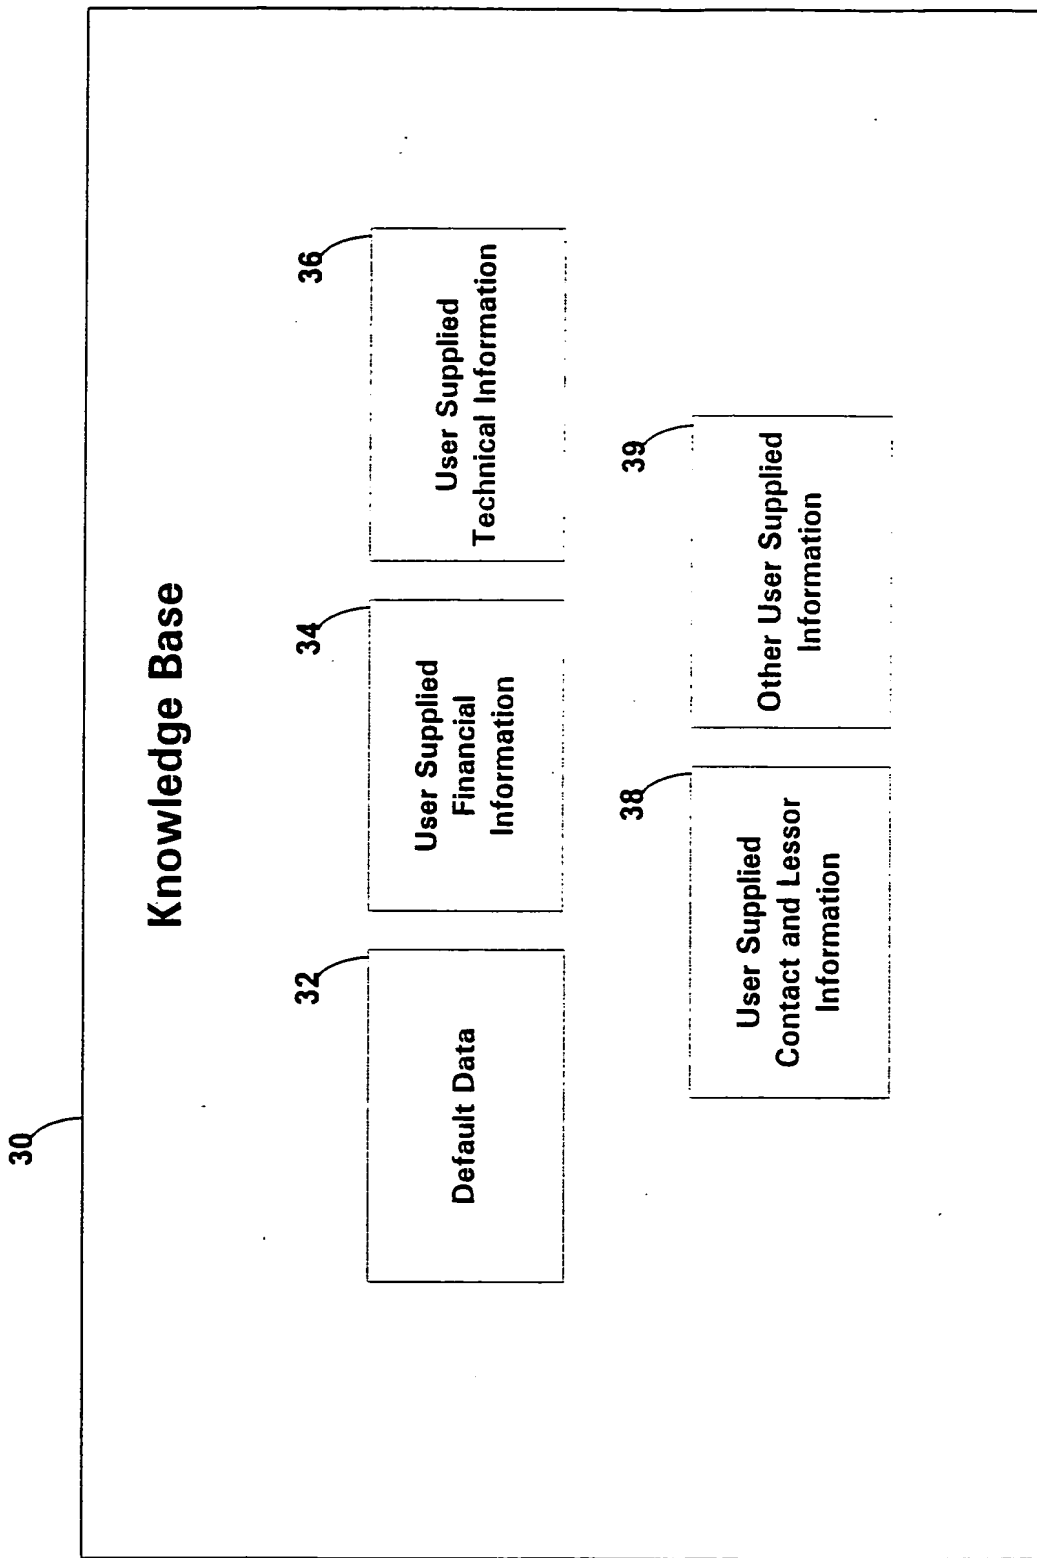 30
Knowledge Base
32
Default Data
34
User Supplied
Financial
Information
36
User Supplied
Technical Information
38
User Supplied
Contact and Lessor
Information
39
Other User Supplied
Information